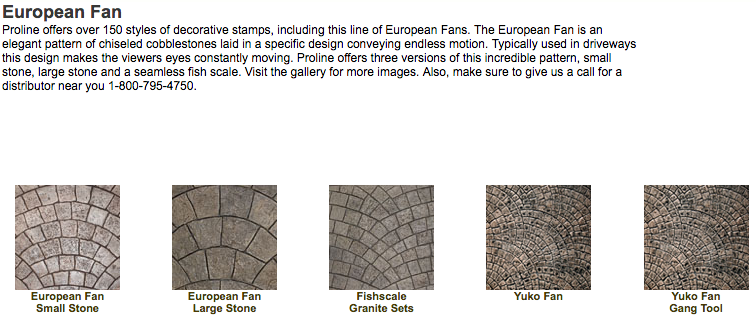 European Fan
Proline offers over 150 styles of decorative stamps, including this line of European Fans. The European Fan is an
elegant pattern of chiseled cobblestones laid in a specific design conveying endless motion. Typically used in driveways
this design makes the viewers eyes constantly moving. Proline offers three versions of this incredible pattern, small
stone, large stone and a seamless fish scale. Visit the gallery for more images. Also, make sure to give us a call for a
distributor near you 1-800-795-4750.
European Fan
Small Stone
European Fan
Large Stone
Fishscale
Granite Sets
Yuko Fan
Yuko Fan
Gang Tool